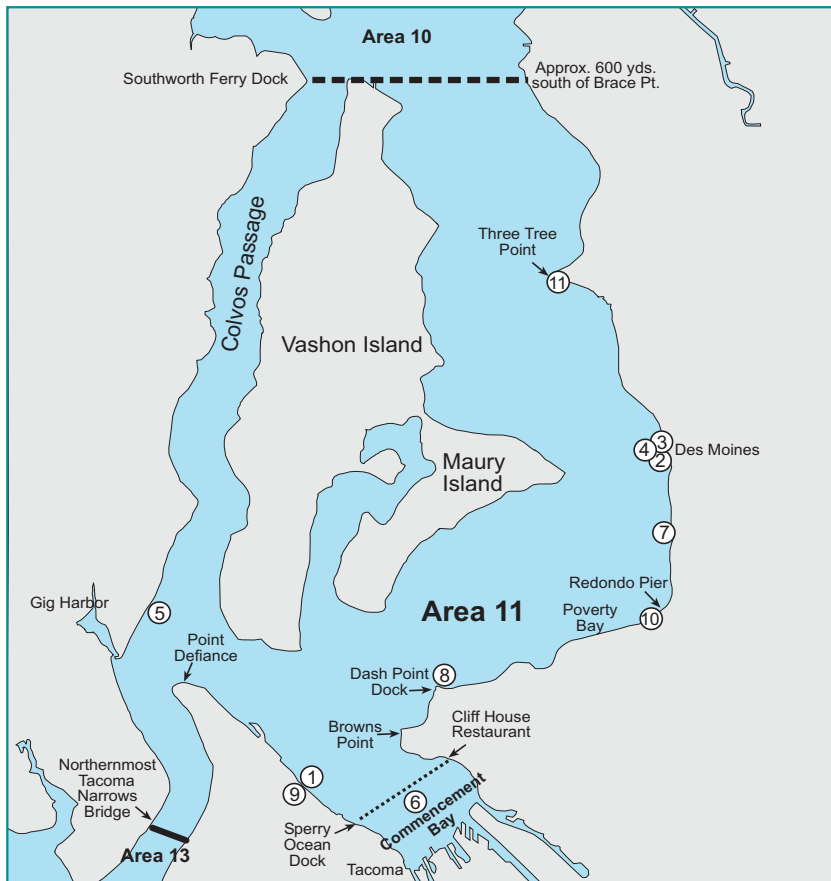 Area 10
Southworth Ferry Dock
Approx. 600 yds.
south of Brace Pt.
Colvos Passage
Three Tree
Point
11
Vashon Island
3
4
Des Moines
2
Maury
Island
7
Redondo Pier
Gig Harbor
5
Area 11
Poverty
Bay
10
Point
Defiance
8
Dash Point
Dock
Cliff House
Restaurant
Browns
Point
Northernmost
Tacoma
Narrows
Bridge
1
9
6
Commencement
Bay
Sperry
Ocean
Dock
Area 13
Tacoma